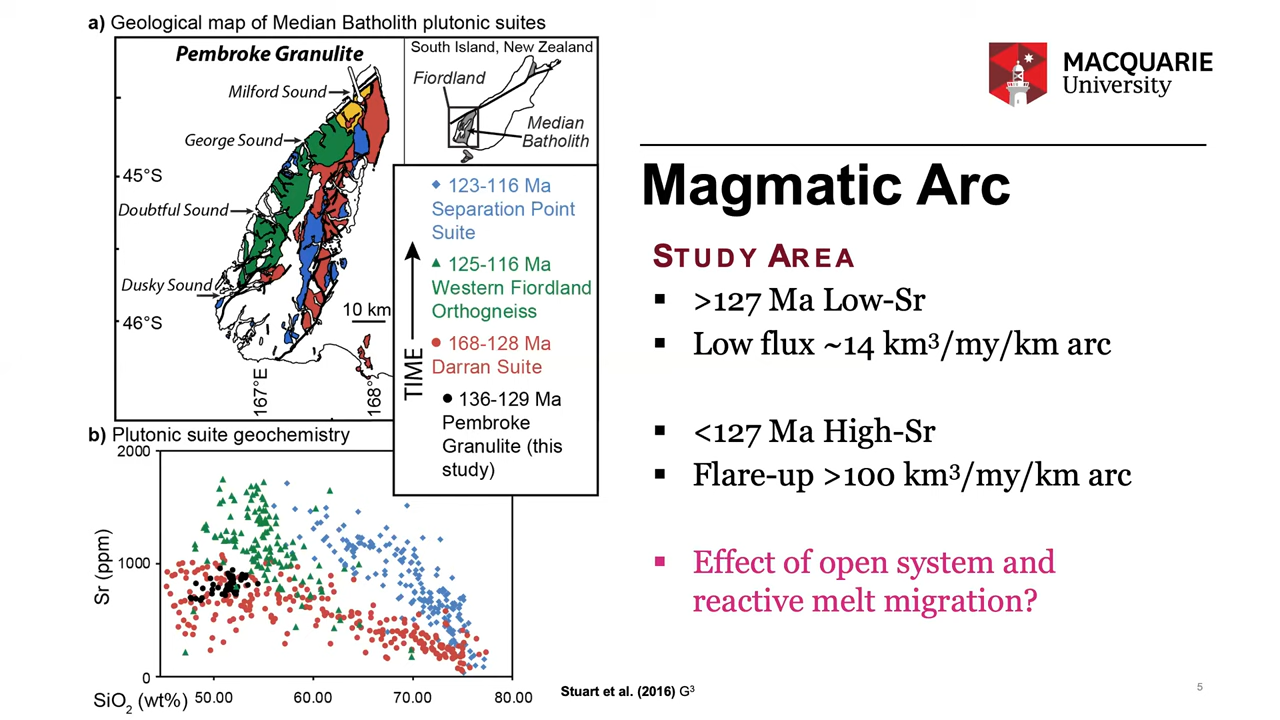 a) Geological map of Median Batholith plutonic suites
Pembroke Granulite
Milford Sound
George Sound
45°S
Doubtful Sound
Dusky Sound
46°S
10 km
167°E
168°
South Island, New Zealand
Fiordland
Median
Batholith
123-116 Ma
Separation Point
Suite
125-116 Ma
Western Fiordland
Orthogneiss
168-128 Ma
Darran Suite
136-129 Ma
Pembroke
Granulite (this
study)
TIME
b) Plutonic suite geochemistry
2000
1000
0
Sr (ppm)
SiO₂ (wt%)
50.00
60.00
70.00
80.00
Stuart et al. (2016) G³
MACQUARIE
University
Magmatic Arc
STUDY AREA
▪ >127 Ma Low-Sr
▪ Low flux ~14 km³/my/km arc
▪ <127 Ma High-Sr
▪ Flare-up >100 km³/my/km arc
▪ Effect of open system and
reactive melt migration?
5